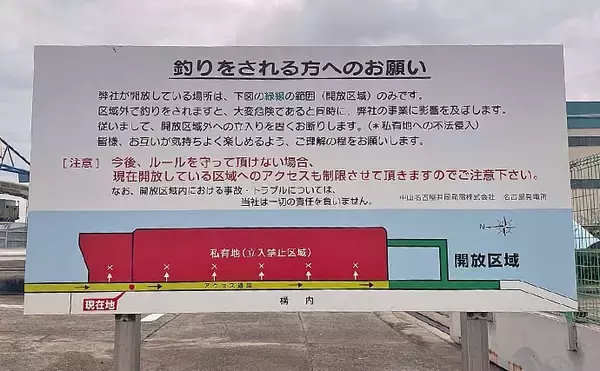 釣りをされる方へのお願い
弊社が開放している場所は、下図の緑線の範囲（開放区域）のみです。
区域外で釣りをされますと、大変危険であると同時に、弊社の事業に影響を及ぼします。
従いまして、開放区域外への立入りを固くお断りします。（＊私有地への不法侵入）
皆様、お互いが気持ちよく楽しめるよう、ご理解の程をお願いします。
［注意］今後、ルールを守って頂けない場合、
現在開放している区域へのアクセスも制限させて頂きますのでご注意下さい。
なお、開放区域内における事故・トラブルについては、
当社は一切の責任を負いません。
中山名古屋共同発電株式会社 名古屋発電所
N
私有地（立入禁止区域）
開放区域
アクセス通路
現在地
構内